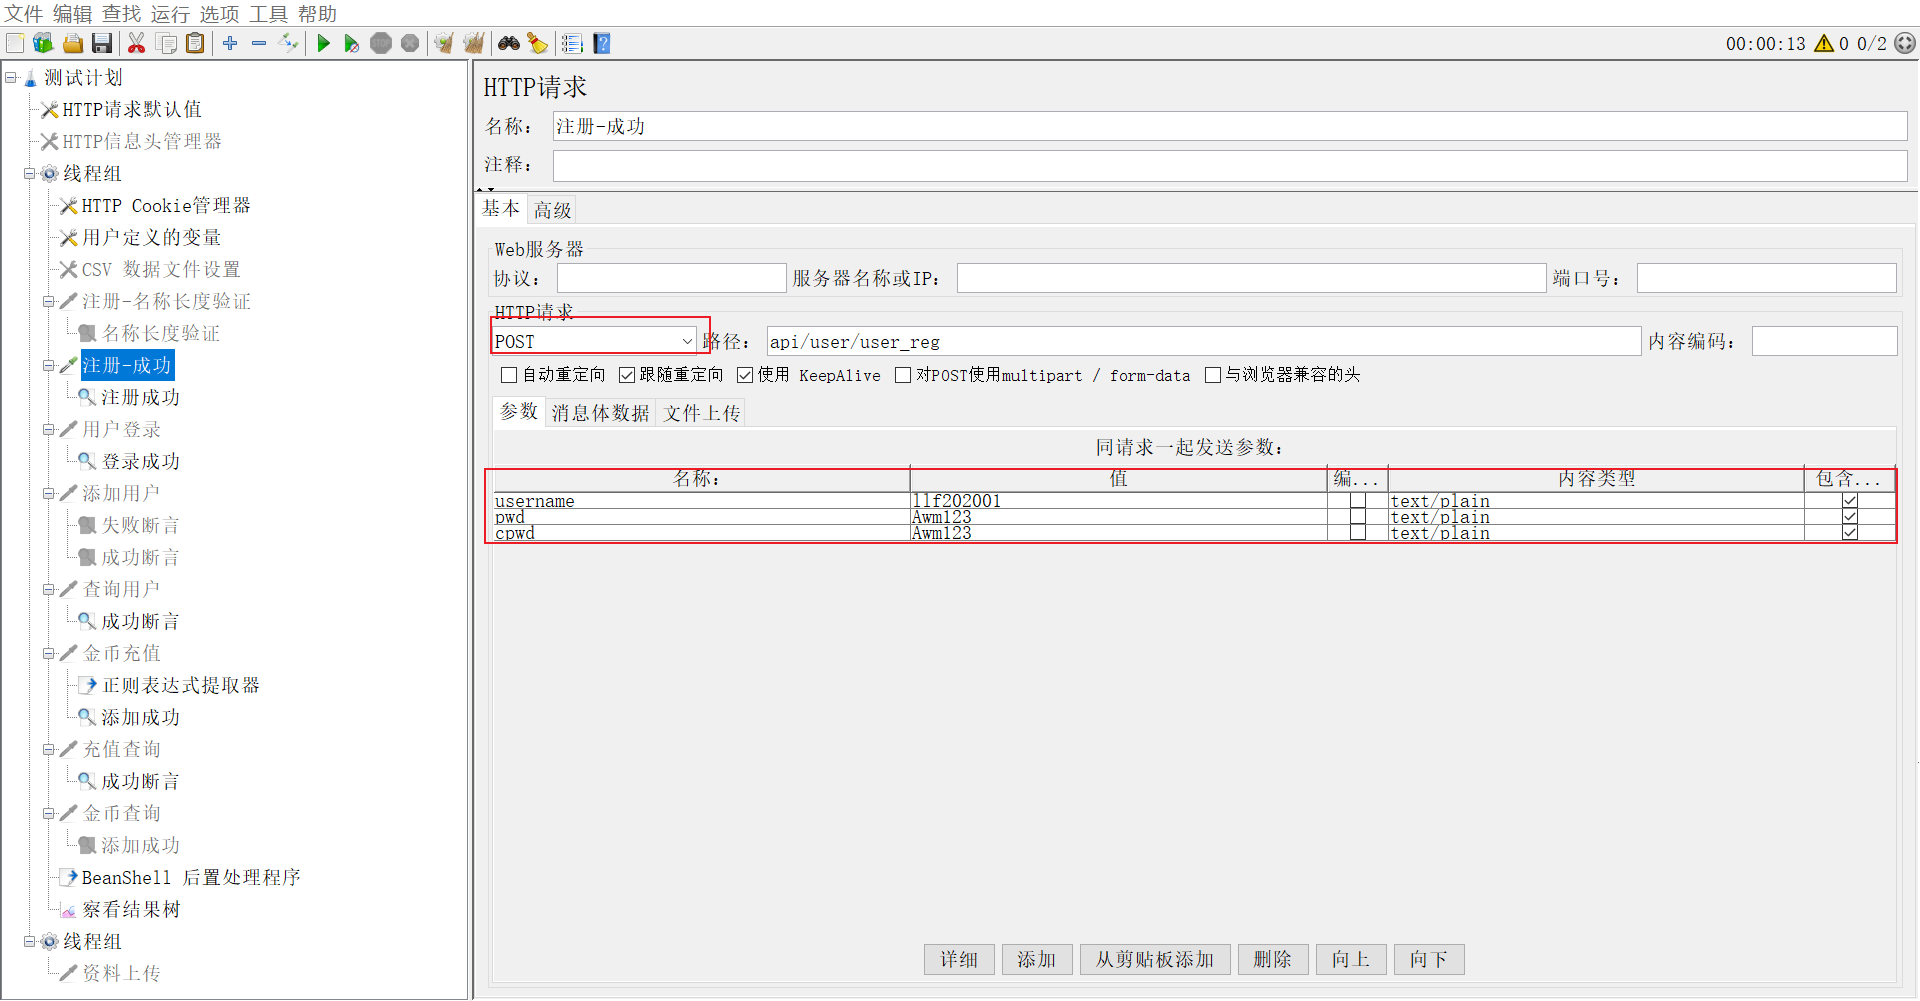 文件 编辑 查找 运行 选项 工具 帮助
00:00:13 0 0/2
测试计划
HTTP请求默认值
HTTP信息头管理器
线程组
HTTP Cookie管理器
用户定义的变量
CSV 数据文件设置
注册-名称长度验证
名称长度验证
注册-成功
注册成功
用户登录
登录成功
添加用户
失败断言
成功断言
查询用户
成功断言
金币充值
正则表达式提取器
添加成功
充值查询
成功断言
金币查询
添加成功
BeanShell 后置处理程序
察看结果树
线程组
资料上传
HTTP请求
名称： 注册-成功
注释：
基本 高级
Web服务器
协议： 服务器名称或IP： 端口号：
HTTP请求
POST 路径： api/user/user_reg 内容编码：
自动重定向 跟随重定向 使用 KeepAlive 对POST使用multipart / form-data 与浏览器兼容的头
参数 消息体数据 文件上传
同请求一起发送参数：
名称： 值 编... 内容类型 包含...
username llf202001 text/plain
pwd Awm123 text/plain
cpwd Awm123 text/plain
详细 添加 从剪贴板添加 删除 向上 向下